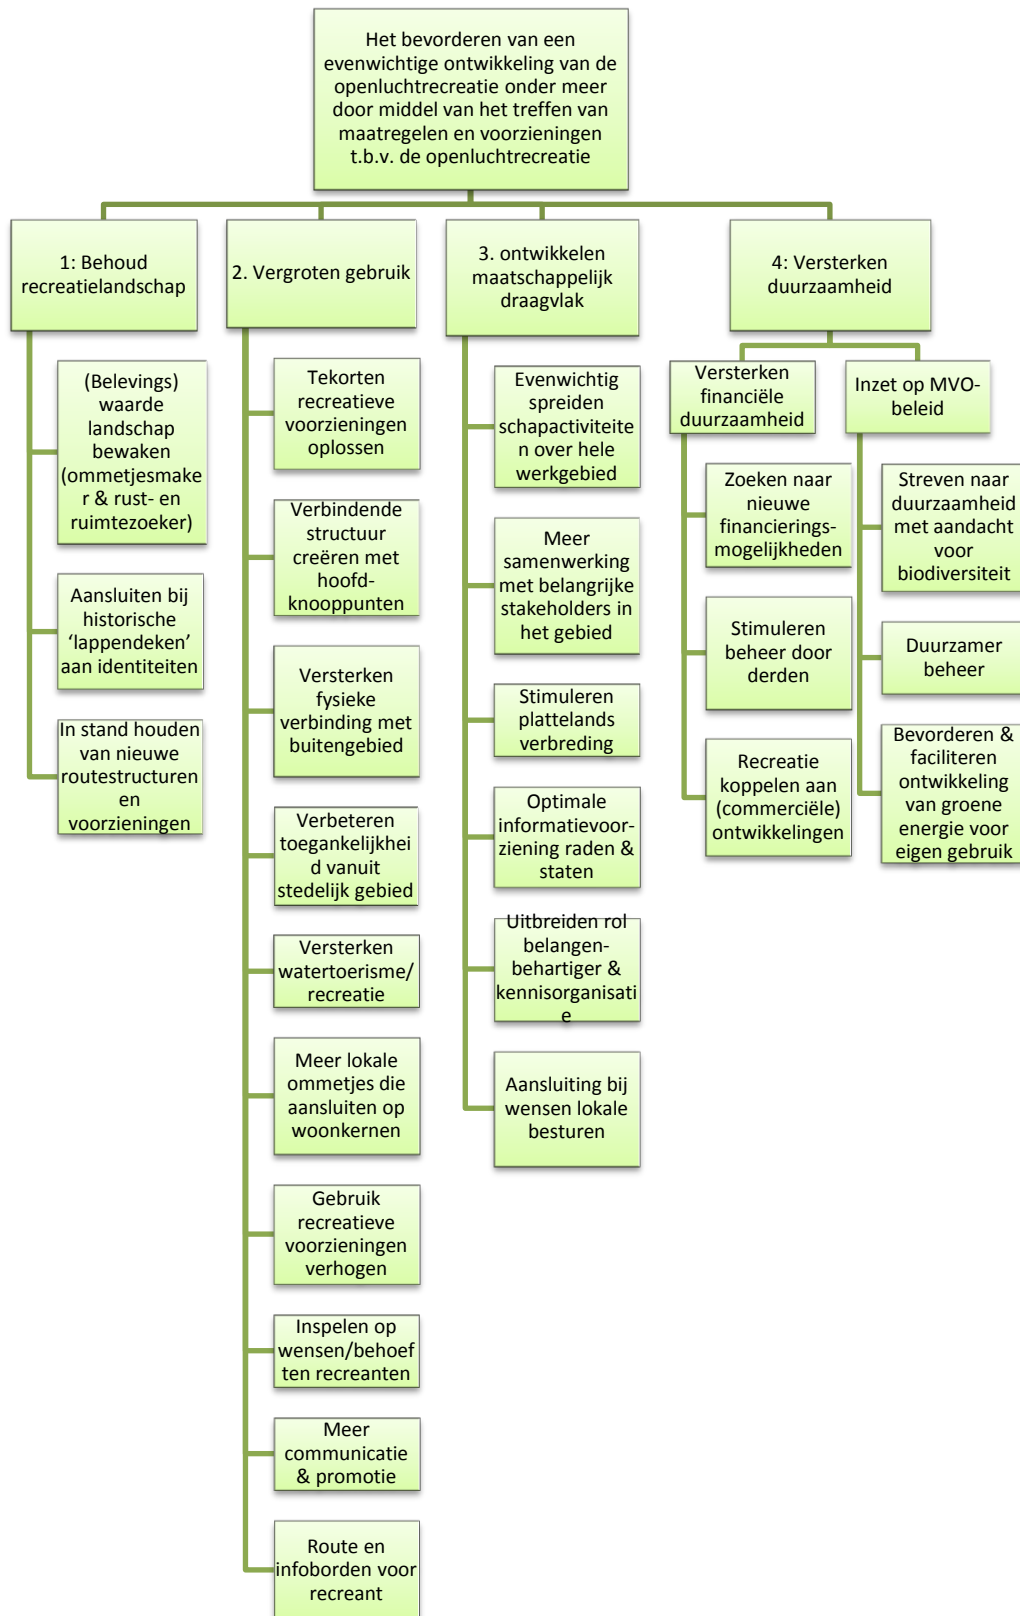 Het bevorderen van een
evenwichtige ontwikkeling van de
openluchtrecreatie onder meer
door middel van het treffen van
maatregelen en voorzieningen
t.b.v. de openluchtrecreatie
1: Behoud
recreatielandschap
(Belevings)
waarde
landschap
bewaken
(ommetjesmake
r & rust- en
ruimtezoeker)
Aansluiten bij
historische
‘lappendeken’
aan identiteiten
In stand houden
van nieuwe
routestructuren
en
voorzieningen
2. Vergroten gebruik
Tekorten
recreatieve
voorzieningen
oplossen
Verbindende
structuur
creëren met
hoofd-
knooppunten
Versterken
fysieke
verbinding met
buitengebied
Verbeteren
toegankelijkhei
d vanuit
stedelijk gebied
Versterken
watertoerisme/
recreatie
Meer lokale
ommetjes die
aansluiten op
woonkernen
Gebruik
recreatieve
voorzieningen
verhogen
Inspelen op
wensen/behoef
ten recreanten
Meer
communicatie
& promotie
Route en
infoborden voor
recreant
3. ontwikkelen
maatschappelijk
draagvlak
Evenwichtig
spreiden
schapactiviteite
n over hele
werkgebied
Meer
samenwerking
met belangrijke
stakeholders in
het gebied
Stimuleren
plattelands
verbreding
Optimale
informatievoor-
ziening raden &
staten
Uitbreiden rol
belangen-
behartiger &
kennisorganisati
e
Aansluiting bij
wensen lokale
besturen
4: Versterken
duurzaamheid
Versterken
financiële
duurzaamheid
Zoeken naar
nieuwe
financierings-
mogelijkheden
Stimuleren
beheer door
derden
Recreatie
koppelen aan
(commerciële)
ontwikkelingen
Inzet op MVO-
beleid
Streven naar
duurzaamheid
met aandacht
voor
biodiversiteit
Duurzamer
beheer
Bevorderen &
faciliteren
ontwikkeling
van groene
energie voor
eigen gebruik